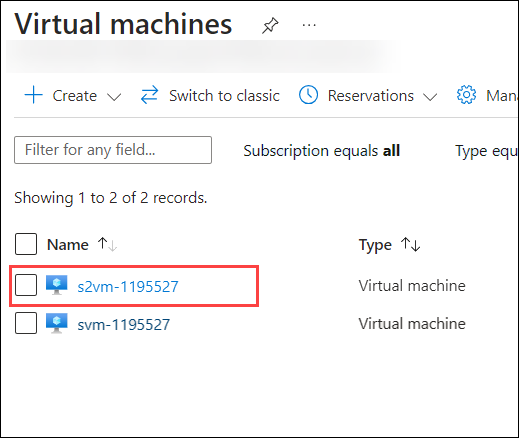 Virtual machines
+ Create Switch to classic Reservations Mana
Filter for any field... Subscription equals all Type equ
Showing 1 to 2 of 2 records.
Name Type
s2vm-1195527 Virtual machine
svm-1195527 Virtual machine